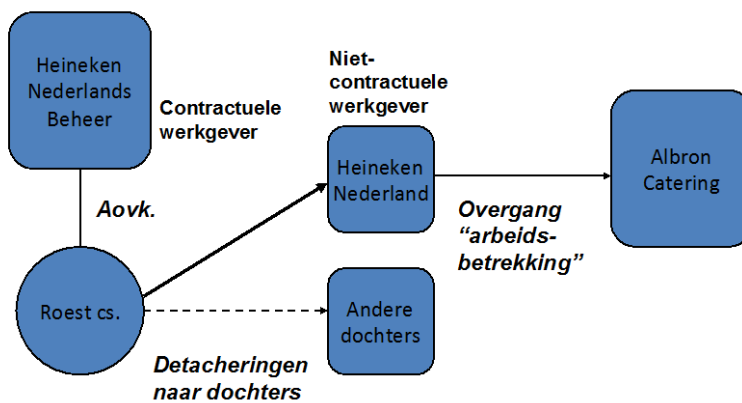 Heineken
Nederlands
Beheer
Contractuele
werkgever
Niet-
contractuele
werkgever
Heineken
Nederland
Albron
Catering
Aovk.
Overgang
“arbeids-
betrekking”
Roest cs.
Andere
dochters
Detacheringen
naar dochters